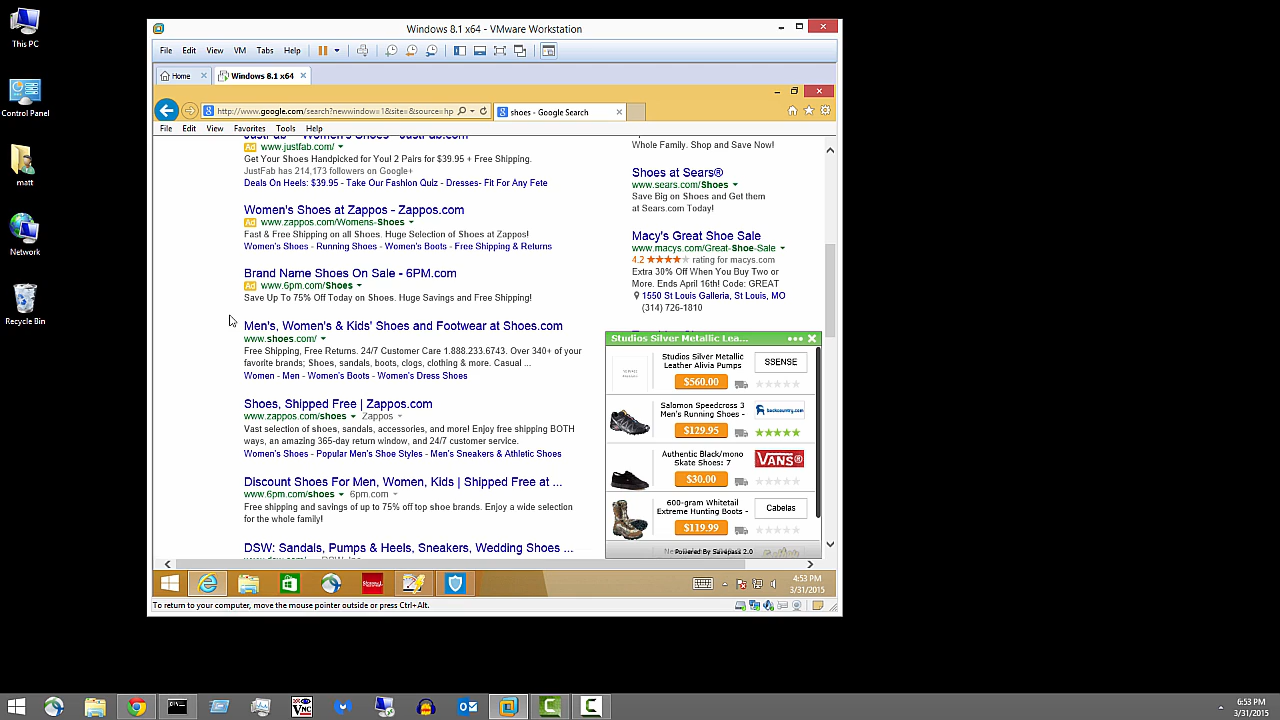 This PC
Control Panel
matt
Network
Recycle Bin
Windows 8.1 x64 - VMware Workstation
File Edit View VM Tabs Help
Home Windows 8.1 x64
http://www.google.com/search?newwindow=1&site=&source=hp
shoes - Google Search
File Edit View Favorites Tools Help
JustFab - Women's Shoes - JustFab.com
Ad www.justfab.com/
Get Your Shoes Handpicked for You! 2 Pairs for $39.95 + Free Shipping.
JustFab has 214,173 followers on Google+
Deals On Heels: $39.95 - Take Our Fashion Quiz - Dresses- Fit For Any Fete
Women's Shoes at Zappos - Zappos.com
Ad www.zappos.com/Womens-Shoes
Fast & Free Shipping on all Shoes. Huge Selection of Shoes at Zappos!
Women's Shoes - Running Shoes - Women's Boots - Free Shipping & Returns
Brand Name Shoes On Sale - 6PM.com
Ad www.6pm.com/Shoes
Save Up To 75% Off Today on Shoes. Huge Savings and Free Shipping!
Men's, Women's & Kids' Shoes and Footwear at Shoes.com
www.shoes.com/
Free Shipping, Free Returns. 24/7 Customer Care 1.888.233.6743. Over 340+ of your
favorite brands; Shoes, sandals, boots, clogs, clothing & more. Casual ...
Women - Men - Women's Boots - Women's Dress Shoes
Shoes, Shipped Free | Zappos.com
www.zappos.com/shoes Zappos
Vast selection of shoes, sandals, accessories, and more! Enjoy free shipping BOTH
ways, an amazing 365-day return window, and 24/7 customer service.
Women's Shoes - Popular Men's Shoe Styles - Men's Sneakers & Athletic Shoes
Discount Shoes For Men, Women, Kids | Shipped Free at ...
www.6pm.com/shoes 6pm.com
Free shipping and savings of up to 75% off top shoe brands. Enjoy a wide selection
for the whole family!
DSW: Sandals, Pumps & Heels, Sneakers, Wedding Shoes ...
Whole Family. Shop and Save Now!
Shoes at Sears®
www.sears.com/Shoes
Save Big on Shoes and Get them
at Sears.com Today!
Macy's Great Shoe Sale
www.macys.com/Great-Shoe-Sale
4.2 rating for macys.com
Extra 30% Off When You Buy Two or
More. Ends April 16th! Code: GREAT
1550 St Louis Galleria, St Louis, MO
(314) 726-1810
Studios Silver Metallic Lea...
Studios Silver Metallic
Leather Alivia Pumps
SSENSE
$560.00
Salomon Speedcross 3
Men's Running Shoes -
backcountry.com
$129.95
Authentic Black/mono
Skate Shoes: 7
VANS®
$30.00
600-gram Whitetail
Extreme Hunting Boots -
Cabelas
$119.99
Powered By Savepass 2.0
4:53 PM
3/31/2015
To return to your computer, move the mouse pointer outside or press Ctrl+Alt.
VNC
6:53 PM
3/31/2015